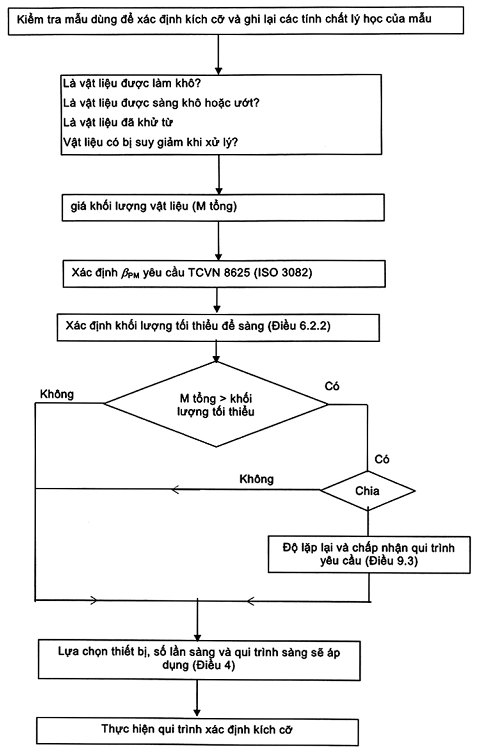 Kiểm tra mẫu dùng để xác định kích cỡ và ghi lại các tính chất lý học của mẫu
Là vật liệu được làm khô?
Là vật liệu được sàng khô hoặc ướt?
Là vật liệu đã khử từ
Vật liệu có bị suy giảm khi xử lý?
giá khối lượng vật liệu (M tổng)
Xác định βPM yêu cầu TCVN 8625 (ISO 3082)
Xác định khối lượng tối thiểu để sàng (Điều 6.2.2)
Không
M tổng > khối
lượng tối thiểu
Có
Có
Không
Chia
Độ lặp lại và chấp nhận qui trình
yêu cầu (Điều 9.3)
Lựa chọn thiết bị, số lần sàng và qui trình sàng sẽ áp
dụng (Điều 4)
Thực hiện qui trình xác định kích cỡ